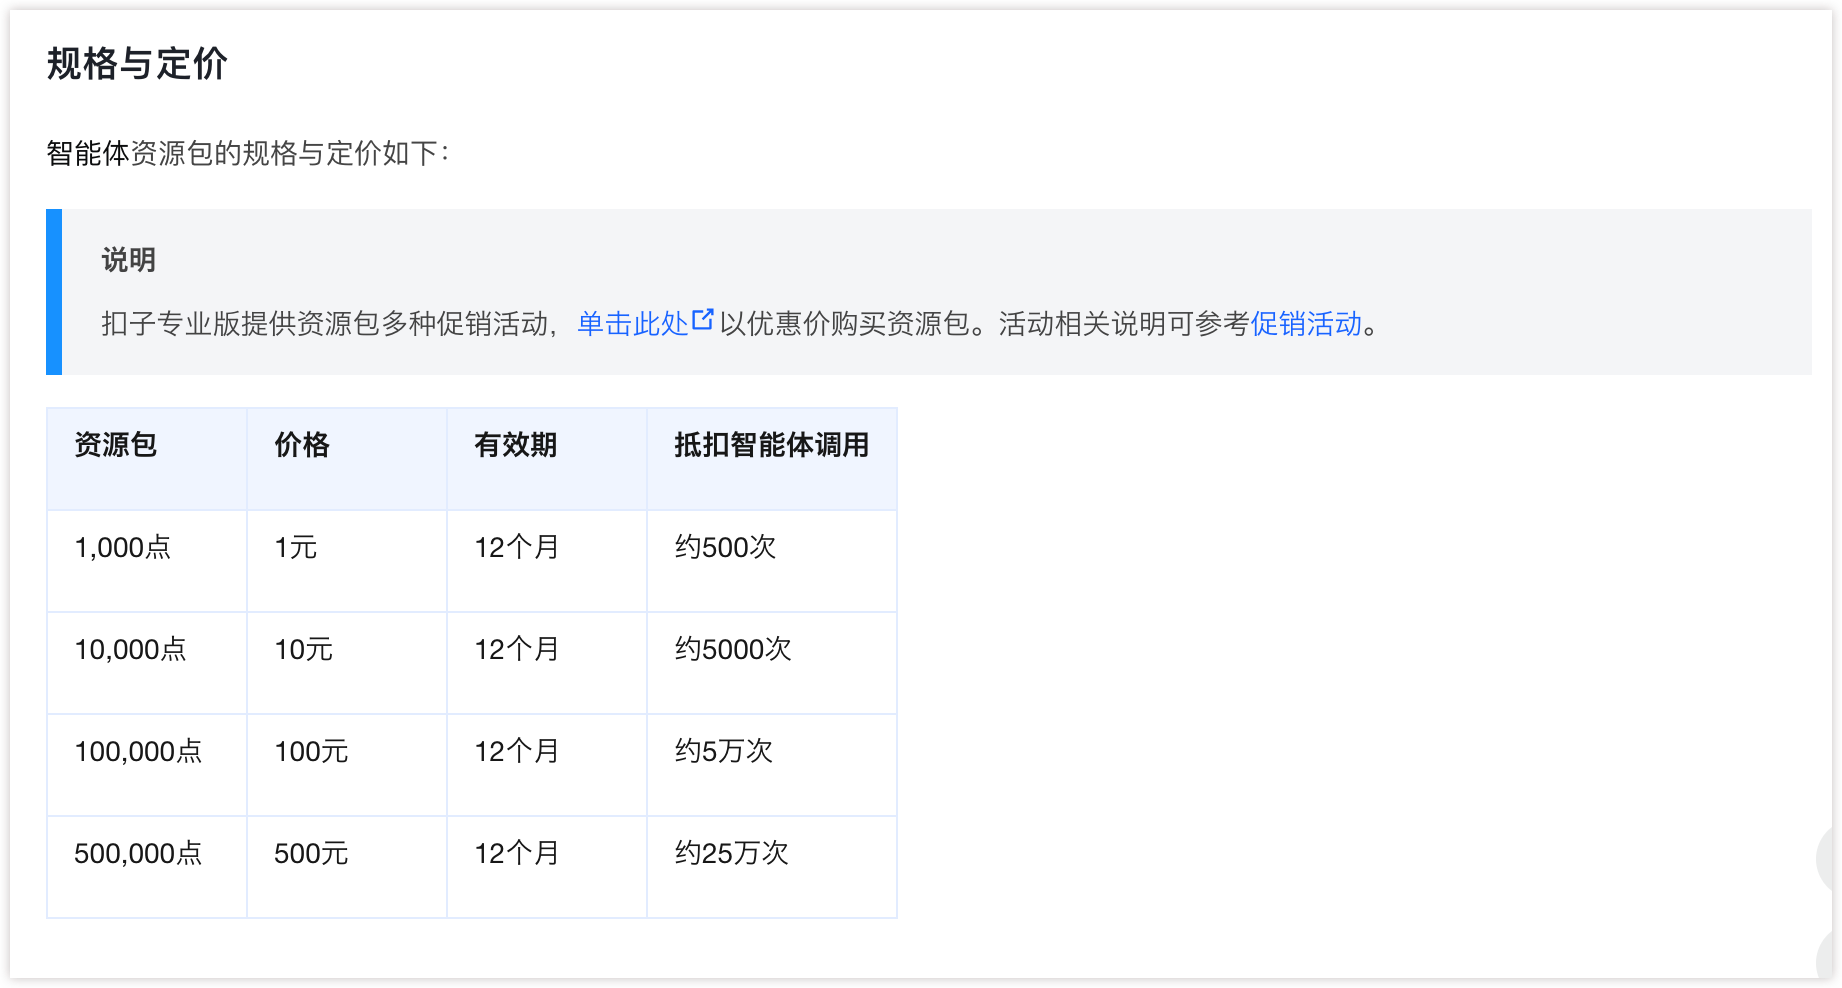 规格与定价
智能体资源包的规格与定价如下：
说明
扣子专业版提供资源包多种促销活动，单击此处以优惠价购买资源包。活动相关说明可参考促销活动。
资源包 价格 有效期 抵扣智能体调用
1,000点 1元 12个月 约500次
10,000点 10元 12个月 约5000次
100,000点 100元 12个月 约5万次
500,000点 500元 12个月 约25万次